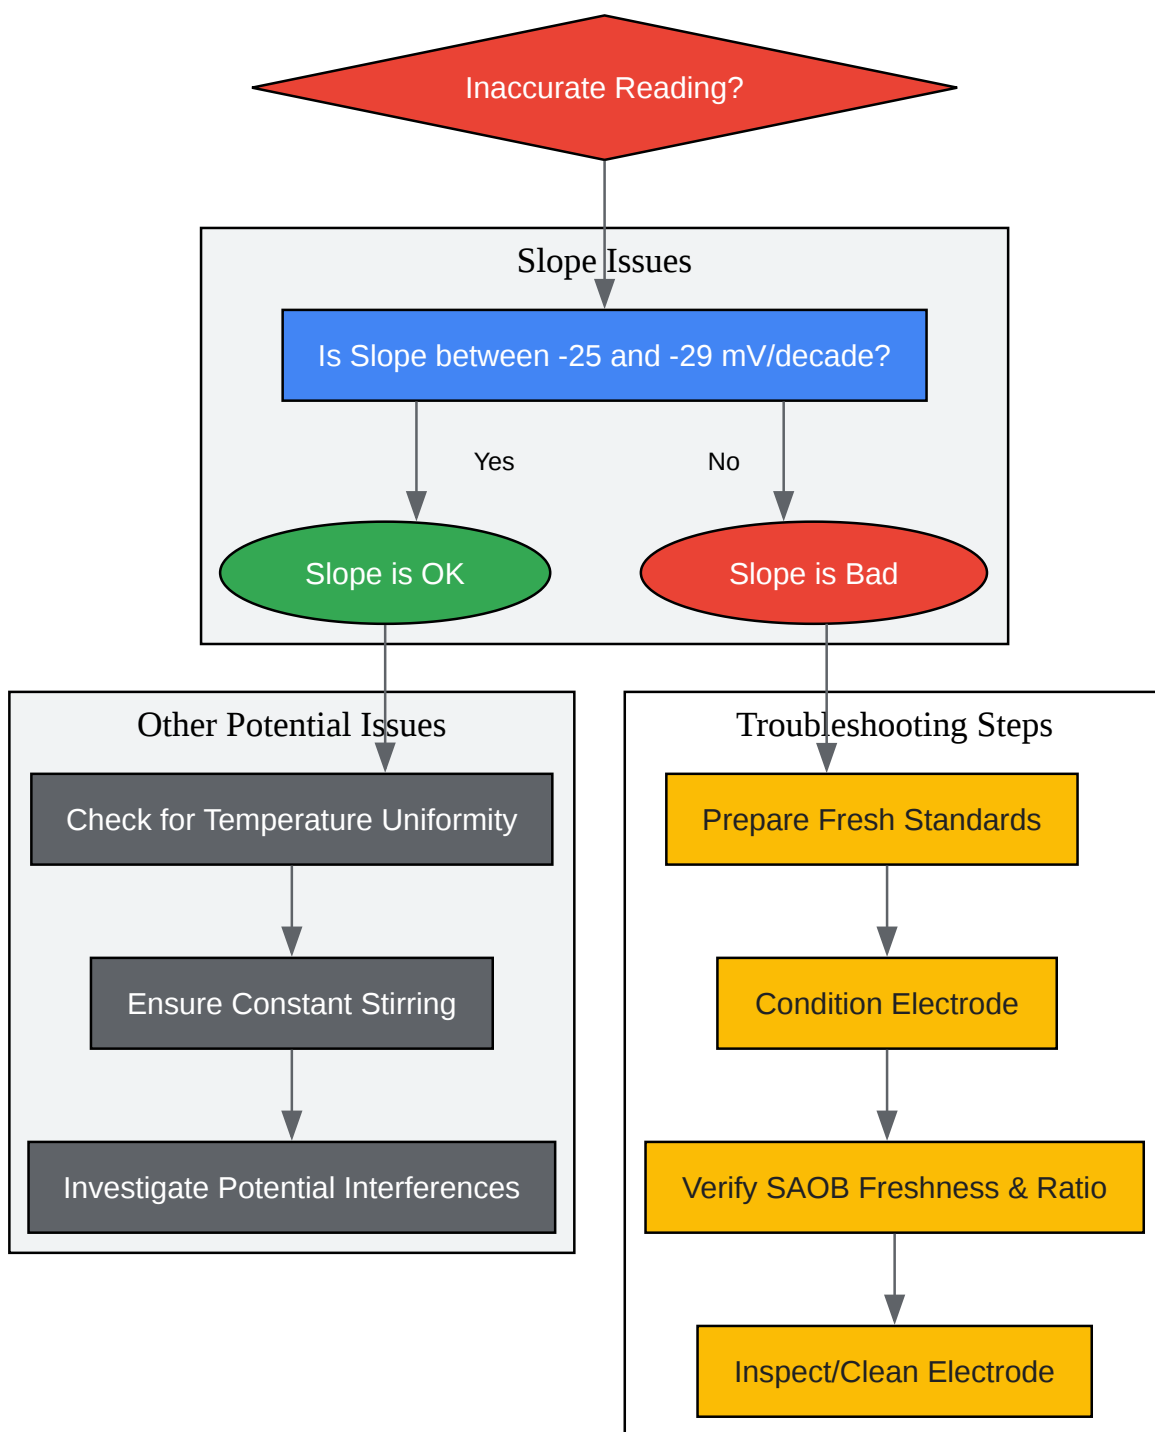 Inaccurate Reading?
Slope Issues
Is Slope between -25 and -29 mV/decade?
Yes
No
Slope is OK
Slope is Bad
Other Potential Issues
Check for Temperature Uniformity
Ensure Constant Stirring
Investigate Potential Interferences
Troubleshooting Steps
Prepare Fresh Standards
Condition Electrode
Verify SAOB Freshness & Ratio
Inspect/Clean Electrode